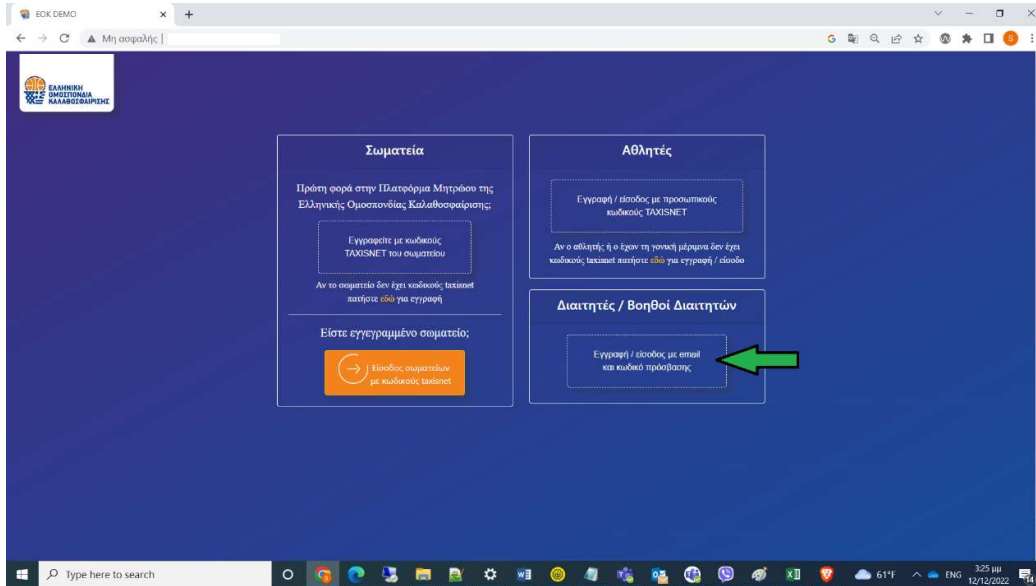 EOK DEMO
Μη ασφαλής
ΕΛΛΗΝΙΚΗ
ΟΜΟΣΠΟΝΔΙΑ
ΚΑΛΑΘΟΣΦΑΙΡΙΣΗΣ
Σωματεία
Πρώτη φορά στην Πλατφόρμα Μητρώου της
Ελληνικής Ομοσπονδίας Καλαθοσφαίρισης;
Εγγραφείτε με κωδικούς
TAXISNET του σωματείου
Αν το σωματείο δεν έχει κωδικούς taxisnet
πατήστε εδώ για εγγραφή
Είστε εγγεγραμμένο σωματείο;
Είσοδος σωματείων
με κωδικούς taxisnet
Αθλητές
Εγγραφή / είσοδος με προσωπικούς
κωδικούς TAXISNET
Αν ο αθλητής ή ο έχων τη γονική μέριμνα δεν έχει
κωδικούς taxisnet πατήστε εδώ για εγγραφή / είσοδο
Διαιτητές / Βοηθοί Διαιτητών
Εγγραφή / είσοδος με email
και κωδικό πρόσβασης
Type here to search
61°F
ENG
3:25 μμ
12/12/2022